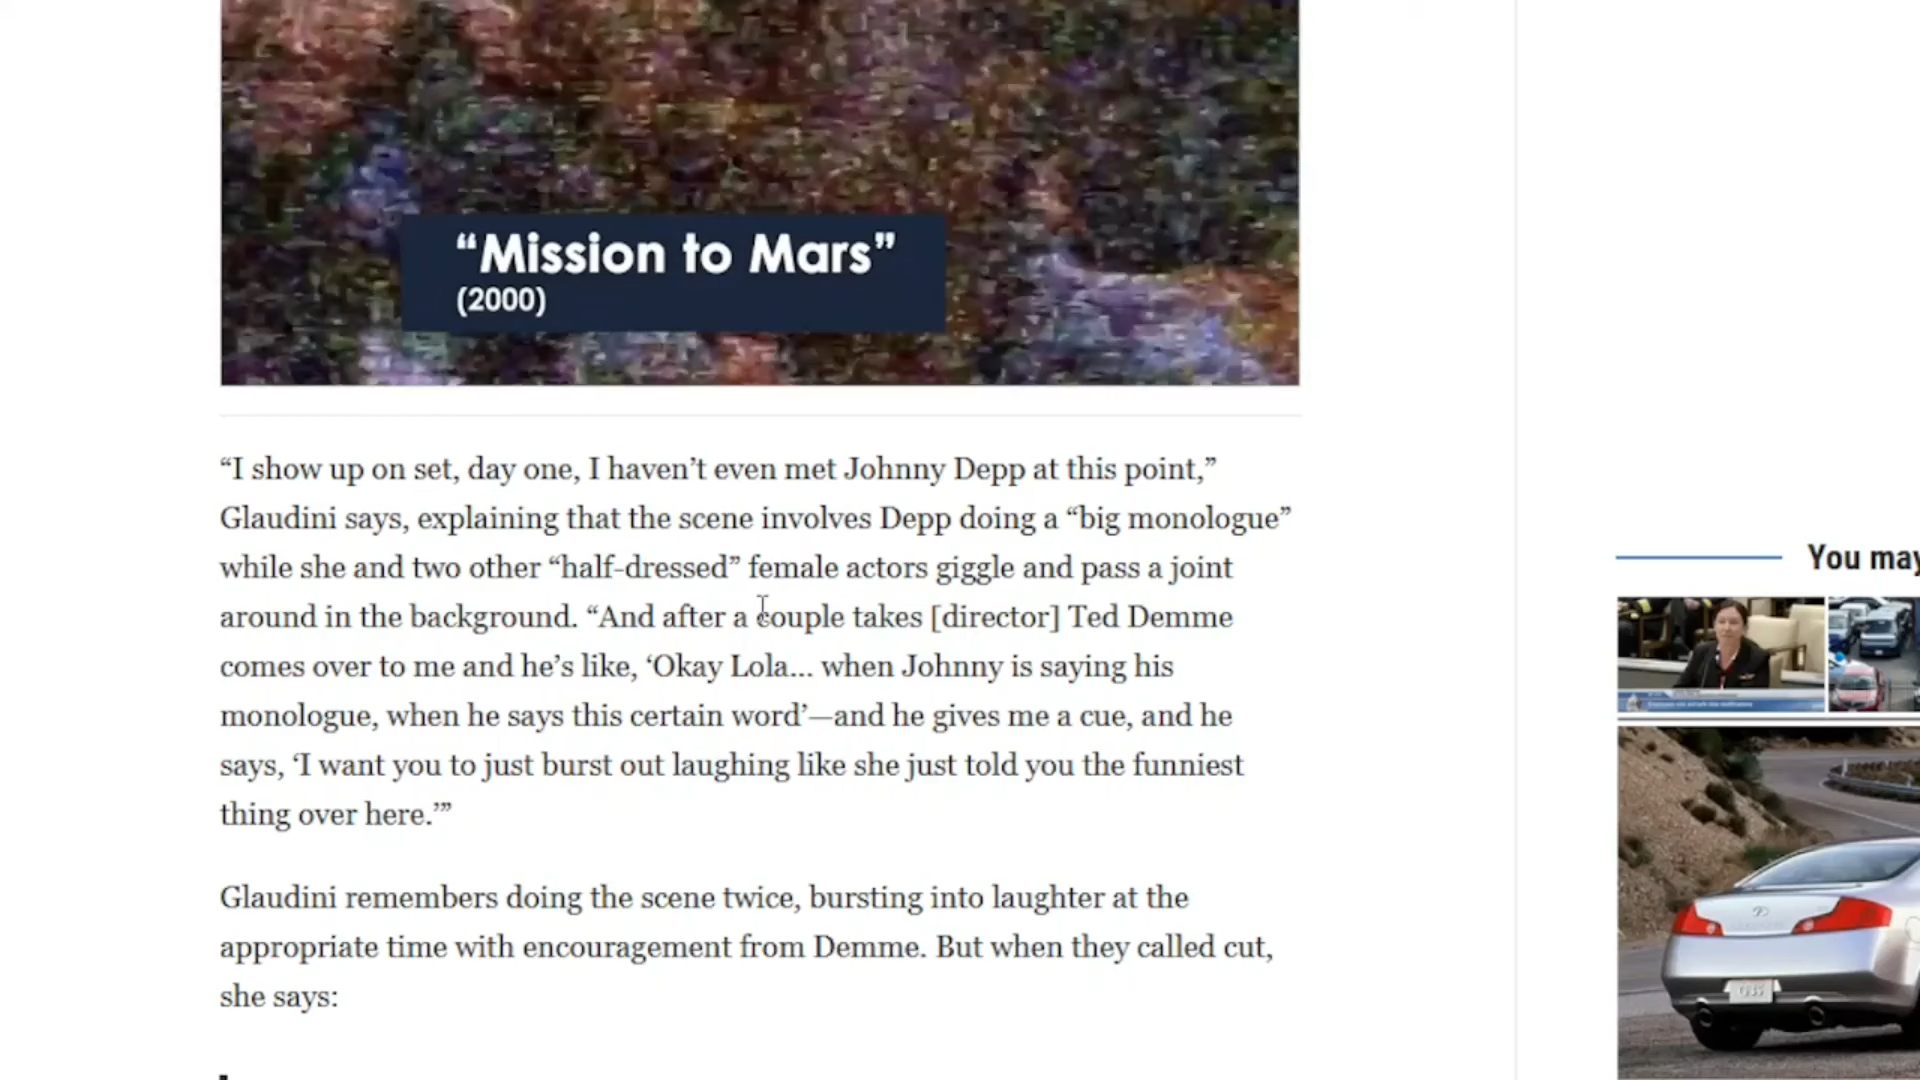 “Mission to Mars”
(2000)
“I show up on set, day one, I haven’t even met Johnny Depp at this point,”
Glaudini says, explaining that the scene involves Depp doing a “big monologue”
while she and two other “half-dressed” female actors giggle and pass a joint
around in the background. “And after a couple takes [director] Ted Demme
comes over to me and he’s like, ‘Okay Lola... when Johnny is saying his
monologue, when he says this certain word’—and he gives me a cue, and he
says, ‘I want you to just burst out laughing like she just told you the funniest
thing over here.’”
Glaudini remembers doing the scene twice, bursting into laughter at the
appropriate time with encouragement from Demme. But when they called cut,
she says:
You may
G35